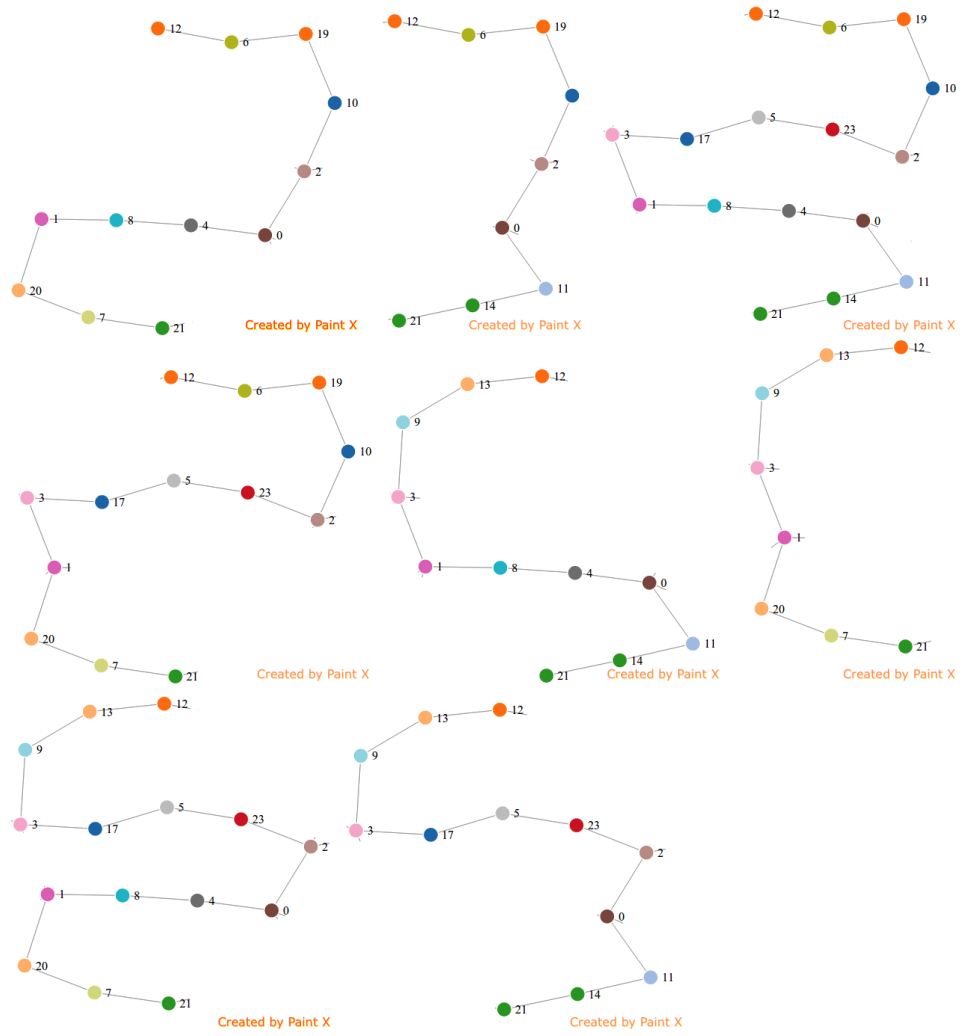 12 6 19 10 2 0 4 8 1 20 7 21
Created by Paint X
12 6 19 2 0 11 14 21
Created by Paint X
12 6 19 10 2 23 5 17 3 1 8 4 0 11 14 21
Created by Paint X
12 6 19 10 2 23 5 17 3 1 20 7 21
Created by Paint X
12 13 9 3 1 8 4 0 11 14 21
Created by Paint X
12 13 9 3 1 20 7 21
Created by Paint X
12 13 9 3 17 5 23 2 0 4 8 1 20 7 21
Created by Paint X
12 13 9 3 17 5 23 2 0 11 14 21
Created by Paint X